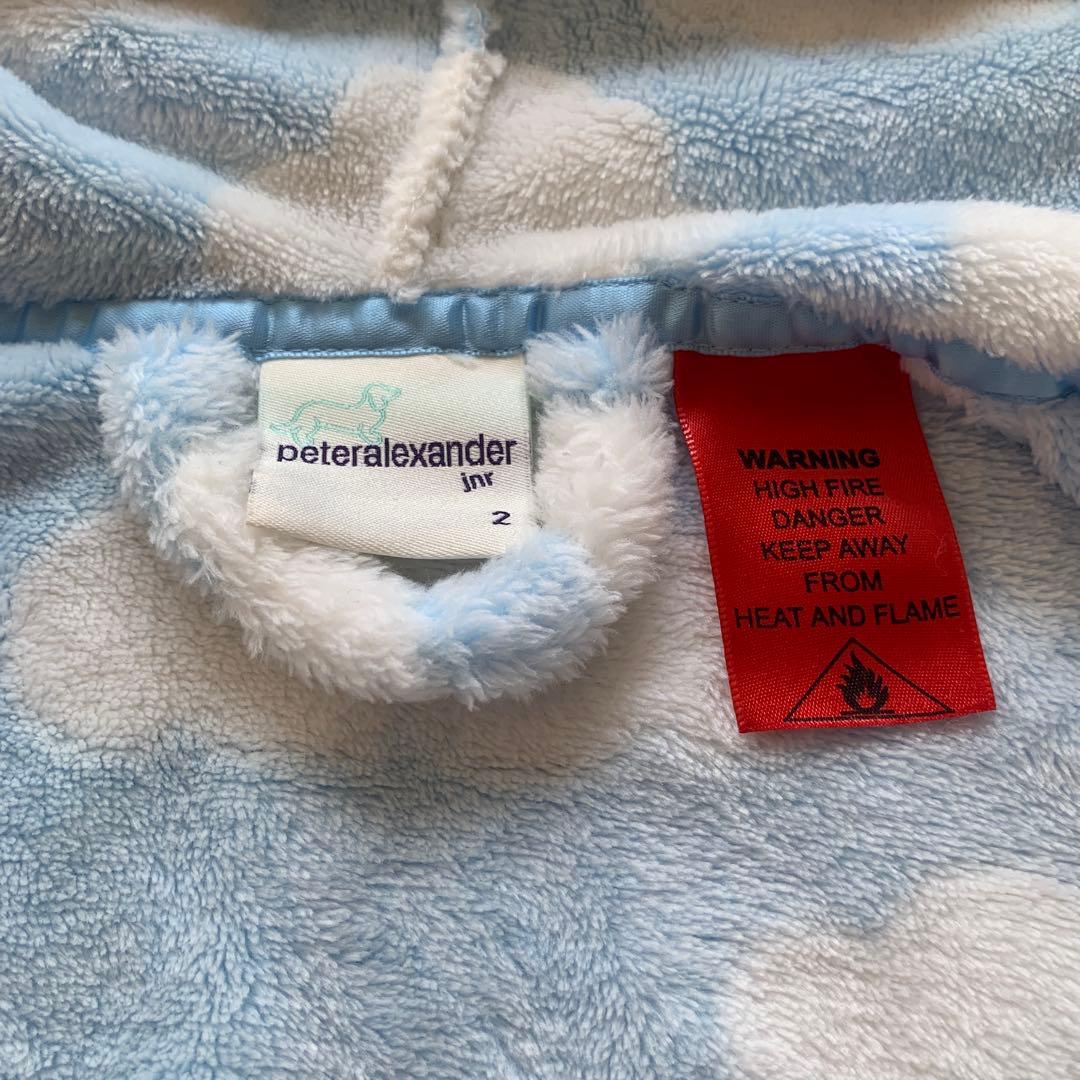 peteralexander
jnr
2
WARNING
HIGH FIRE
DANGER
KEEP AWAY
FROM
HEAT AND FLAME